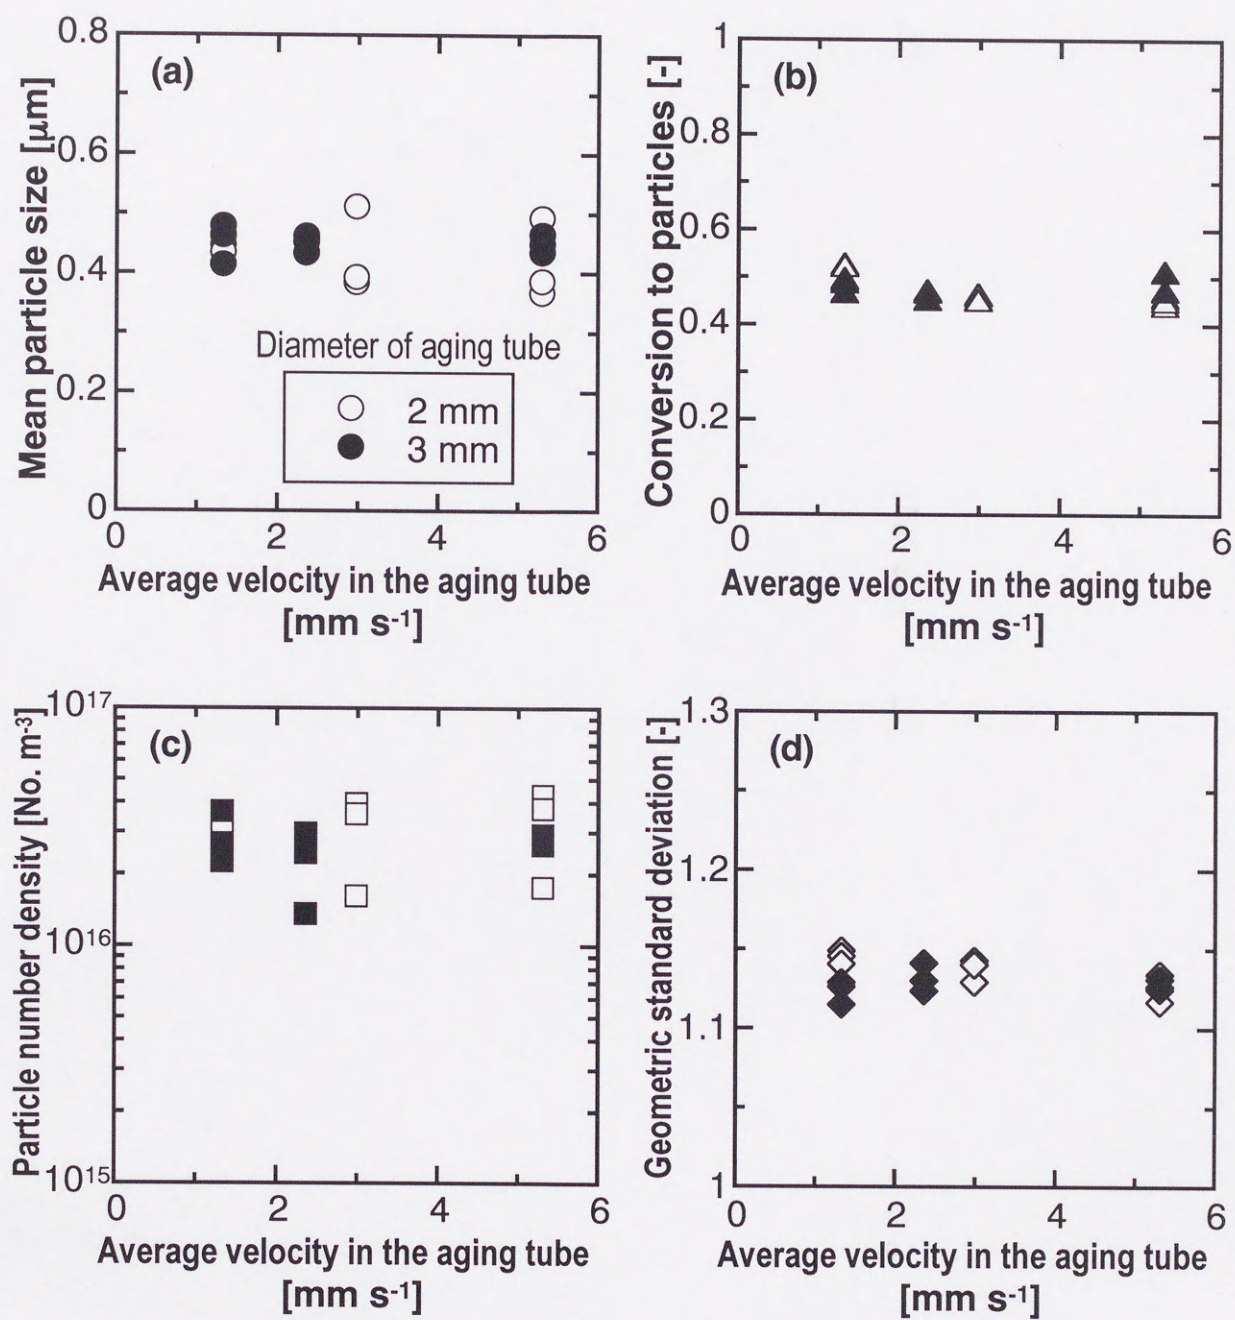 (a)
Mean particle size [μm]
0.8
0.6
0.4
0.2
0
0 2 4 6
Diameter of aging tube
2 mm
3 mm
Average velocity in the aging tube
[mm s-1]
(b)
Conversion to particles [-]
1
0.8
0.6
0.4
0.2
0
0 2 4 6
Average velocity in the aging tube
[mm s-1]
(c)
Particle number density [No. m-3]
10^17
10^16
10^15
0 2 4 6
Average velocity in the aging tube
[mm s-1]
(d)
Geometric standard deviation [-]
1.3
1.2
1.1
1
0 2 4 6
Average velocity in the aging tube
[mm s-1]